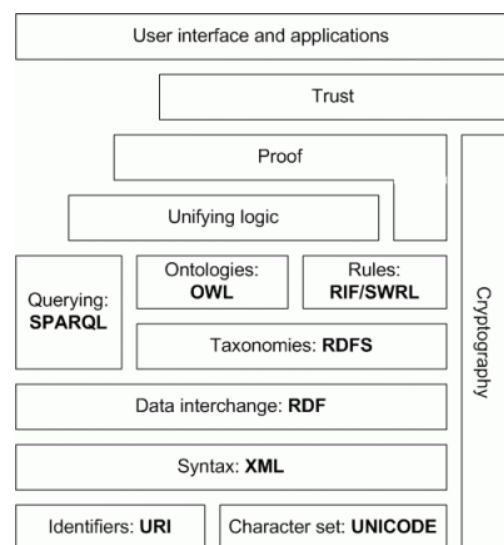 User interface and applications
Trust
Proof
Unifying logic
Ontologies:
OWL
Rules:
RIF/SWRL
Querying:
SPARQL
Taxonomies: RDFS
Cryptography
Data interchange: RDF
Syntax: XML
Identifiers: URI
Character set: UNICODE